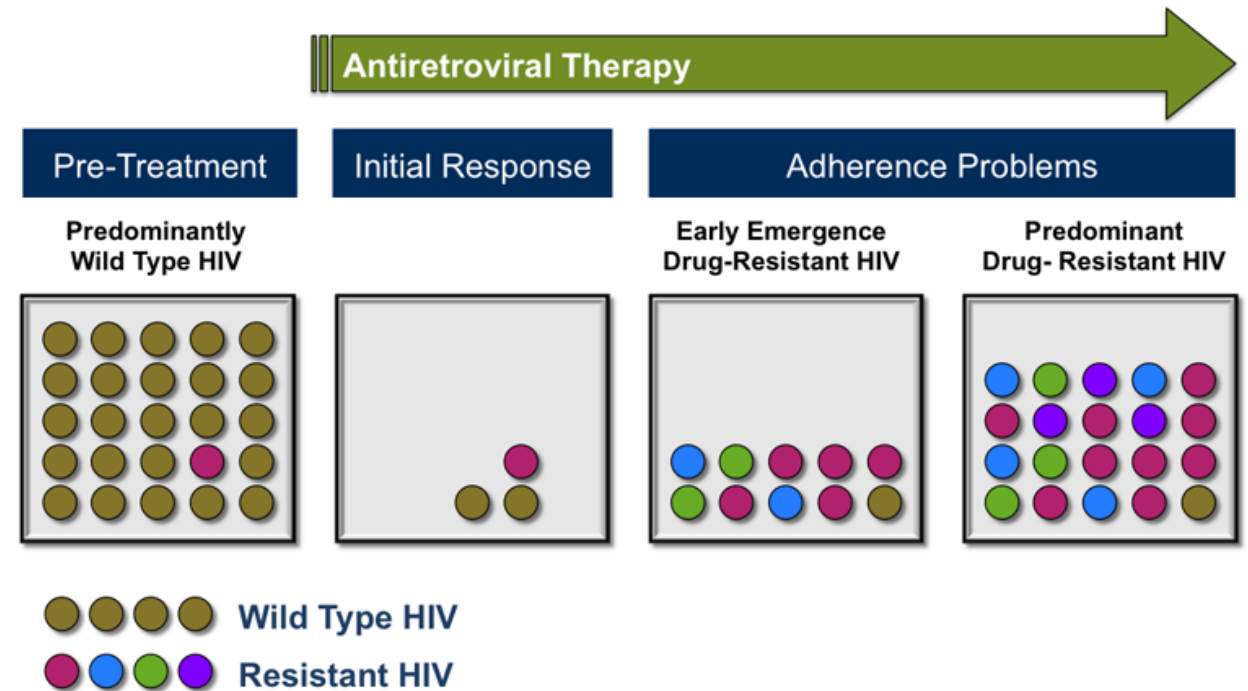 Antiretroviral Therapy
Pre-Treatment
Initial Response
Adherence Problems
Predominantly
Wild Type HIV
Early Emergence
Drug-Resistant HIV
Predominant
Drug- Resistant HIV
Wild Type HIV
Resistant HIV